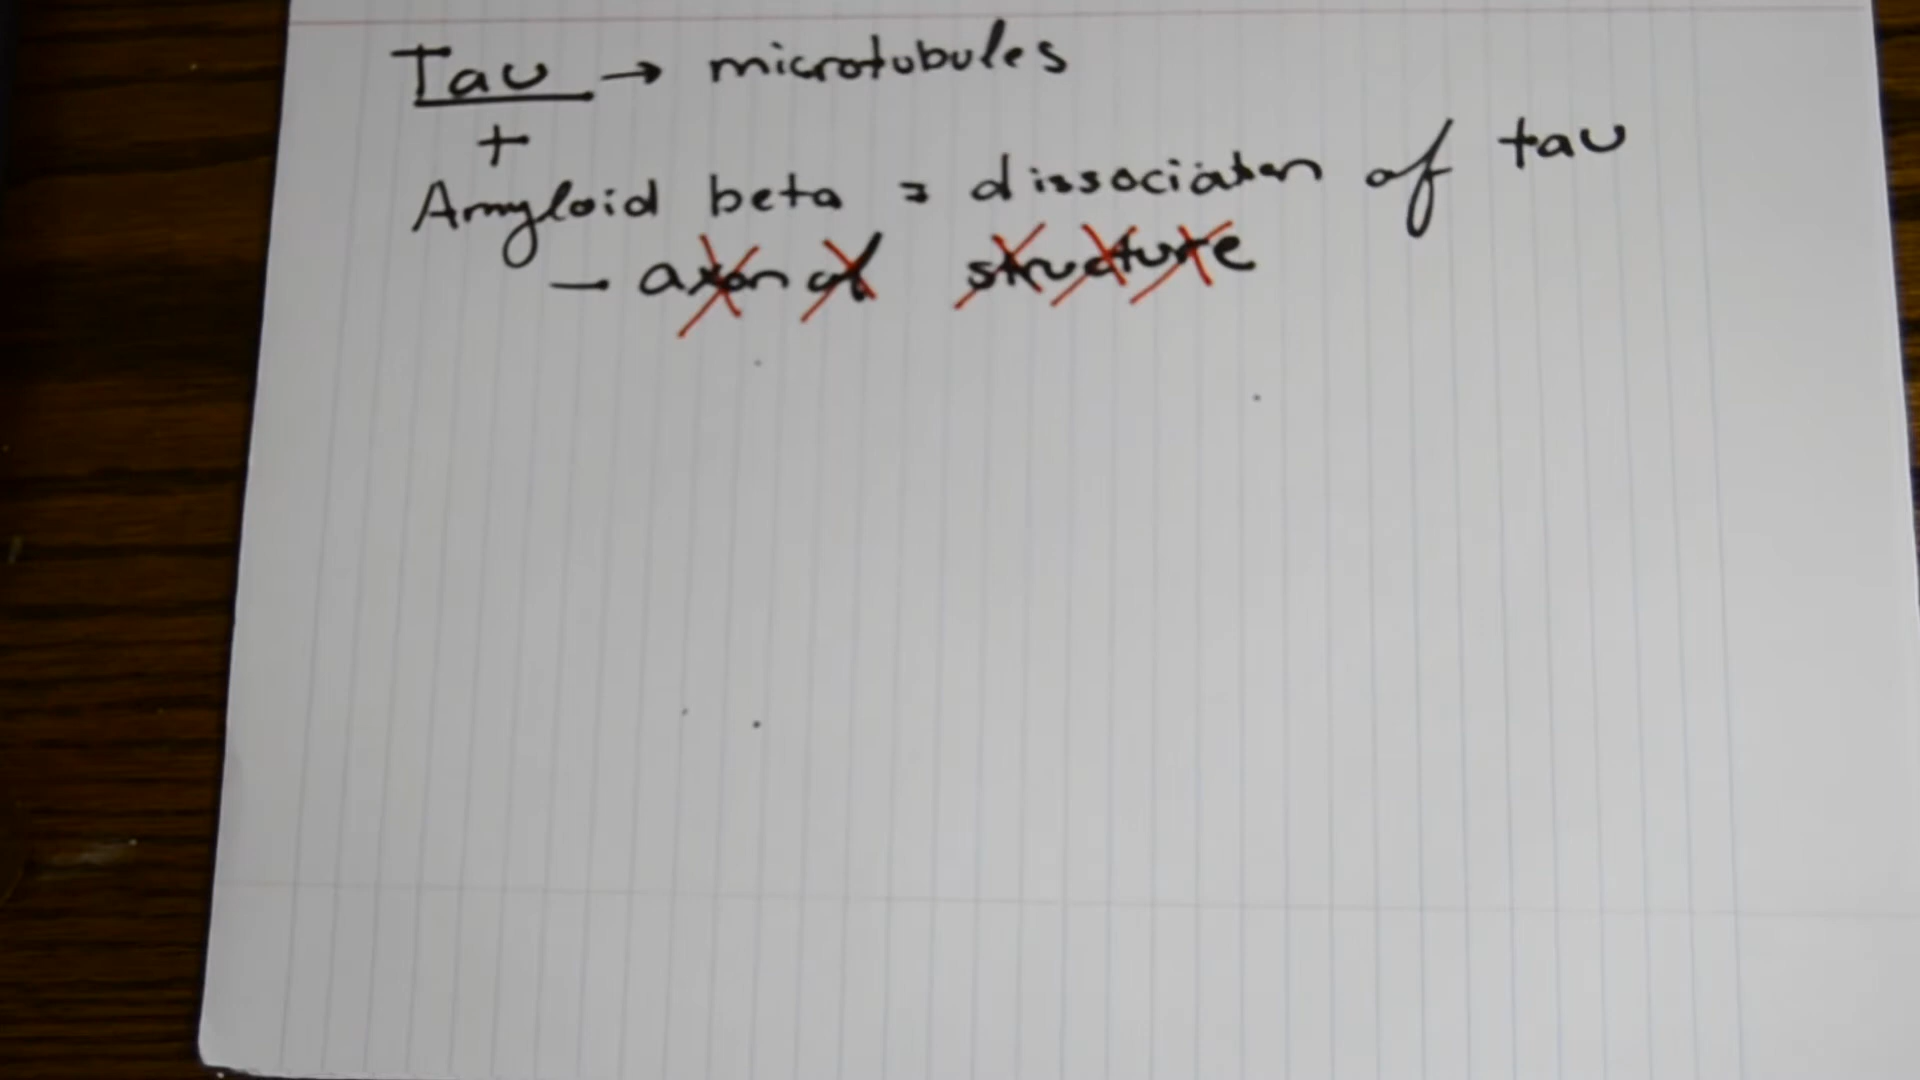 Tau → microtubules
+
Amyloid beta = dissociation of tau
- axonal structure